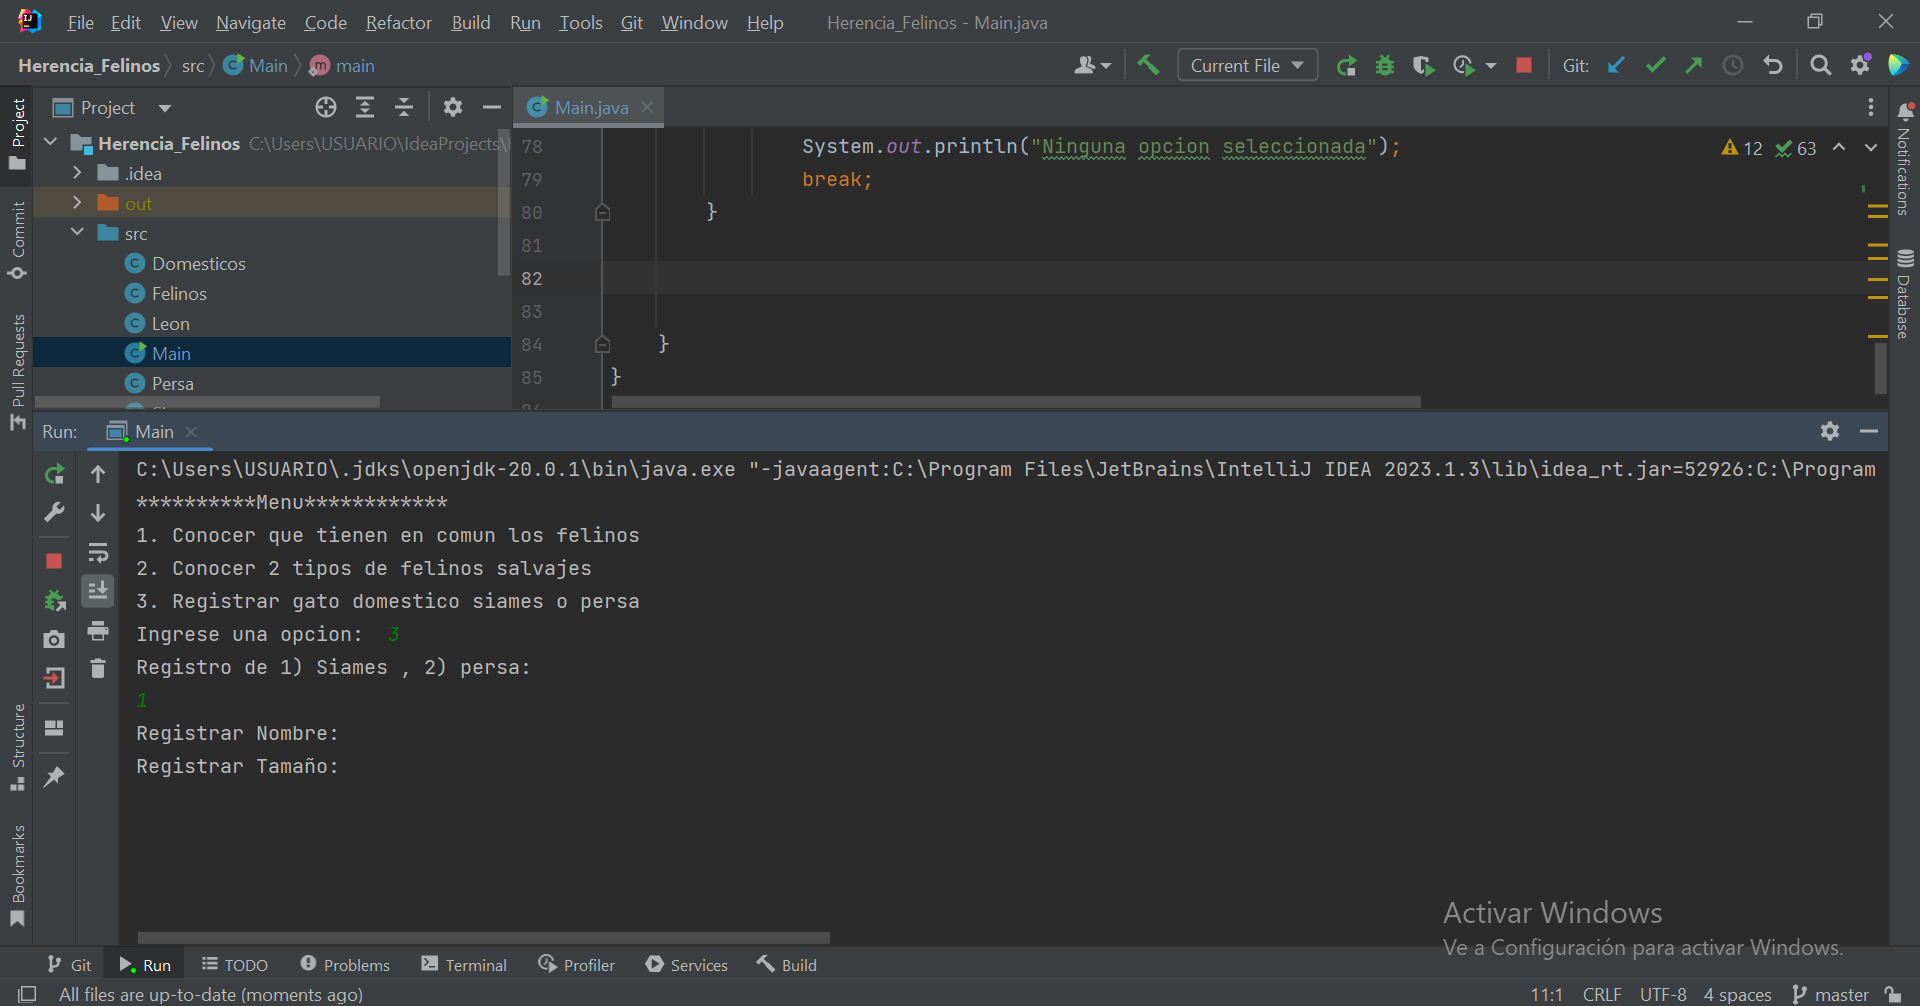 File Edit View Navigate Code Refactor Build Run Tools Git Window Help Herencia_Felinos - Main.java
Herencia_Felinos src Main main Current File Git:
Project Main.java
Herencia_Felinos C:\Users\USUARIO\IdeaProjects\
.idea
out
src
Domesticos
Felinos
Leon
Main
Persa
78 System.out.println("Ninguna opcion seleccionada");
79 break;
80 }
81
82
83
84 }
85 }
12 63
Project
Commit
Pull Requests
Structure
Bookmarks
Notifications
Database
Run: Main
C:\Users\USUARIO\.jdks\openjdk-20.0.1\bin\java.exe "-javaagent:C:\Program Files\JetBrains\IntelliJ IDEA 2023.1.3\lib\idea_rt.jar=52926:C:\Program
**********Menu************
1. Conocer que tienen en comun los felinos
2. Conocer 2 tipos de felinos salvajes
3. Registrar gato domestico siames o persa
Ingrese una opcion: 3
Registro de 1) Siames , 2) persa:
1
Registrar Nombre:
Registrar Tamaño:
Activar Windows
Ve a Configuración para activar Windows.
Git Run TODO Problems Terminal Profiler Services Build
All files are up-to-date (moments ago) 11:1 CRLF UTF-8 4 spaces master